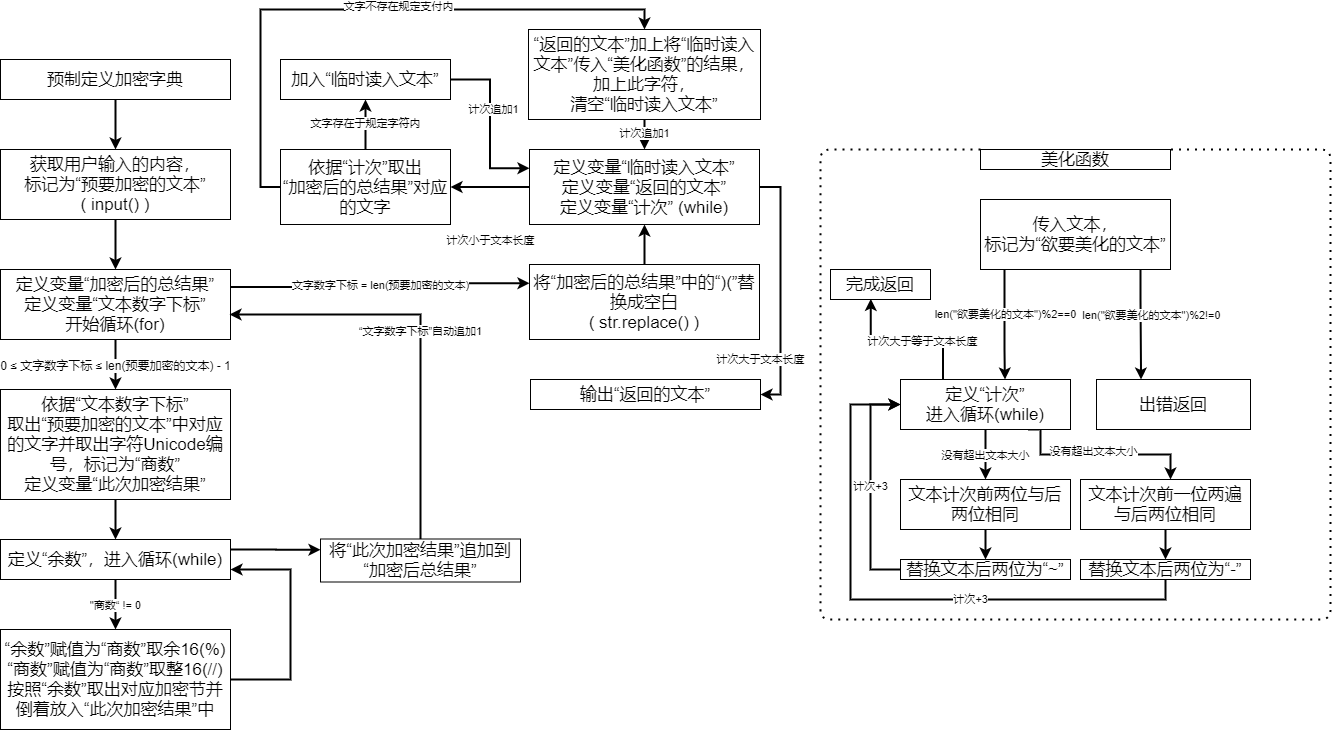 文字不存在规定支付内
“返回的文本”加上将“临时读入
文本”传入“美化函数”的结果，
加上此字符，
清空“临时读入文本”
预制定义加密字典
加入“临时读入文本”
计次追加1
文字存在于规定字符内
计次追加1
获取用户输入的内容，
标记为“预要加密的文本”
( input() )
依据“计次”取出
“加密后的总结果”对应
的文字
定义变量“临时读入文本”
定义变量“返回的文本”
定义变量“计次” (while)
计次小于文本长度
定义变量“加密后的总结果”
定义变量“文本数字下标”
开始循环(for)
文字数字下标 = len(预要加密的文本)
将“加密后的总结果”中的“)(”替
换成空白
( str.replace() )
“文字数字下标”自动追加1
计次大于文本长度
0 ≤ 文字数字下标 ≤ len(预要加密的文本) - 1
输出“返回的文本”
依据“文本数字下标”
取出“预要加密的文本”中对应
的文字并取出字符Unicode编
号，标记为“商数”
定义变量“此次加密结果”
定义“余数”，进入循环(while)
将“此次加密结果”追加到
“加密后总结果”
"商数“ != 0
“余数”赋值为“商数”取余16(%)
“商数”赋值为“商数”取整16(//)
按照“余数”取出对应加密节并
倒着放入“此次加密结果”中
美化函数
传入文本，
标记为“欲要美化的文本”
完成返回
len("欲要美化的文本")%2==0
len("欲要美化的文本")%2!=0
计次大于等于文本长度
定义“计次”
进入循环(while)
出错返回
没有超出文本大小
没有超出文本大小
计次+3
文本计次前两位与后
两位相同
文本计次前一位两遍
与后两位相同
替换文本后两位为“~”
替换文本后两位为“-”
计次+3